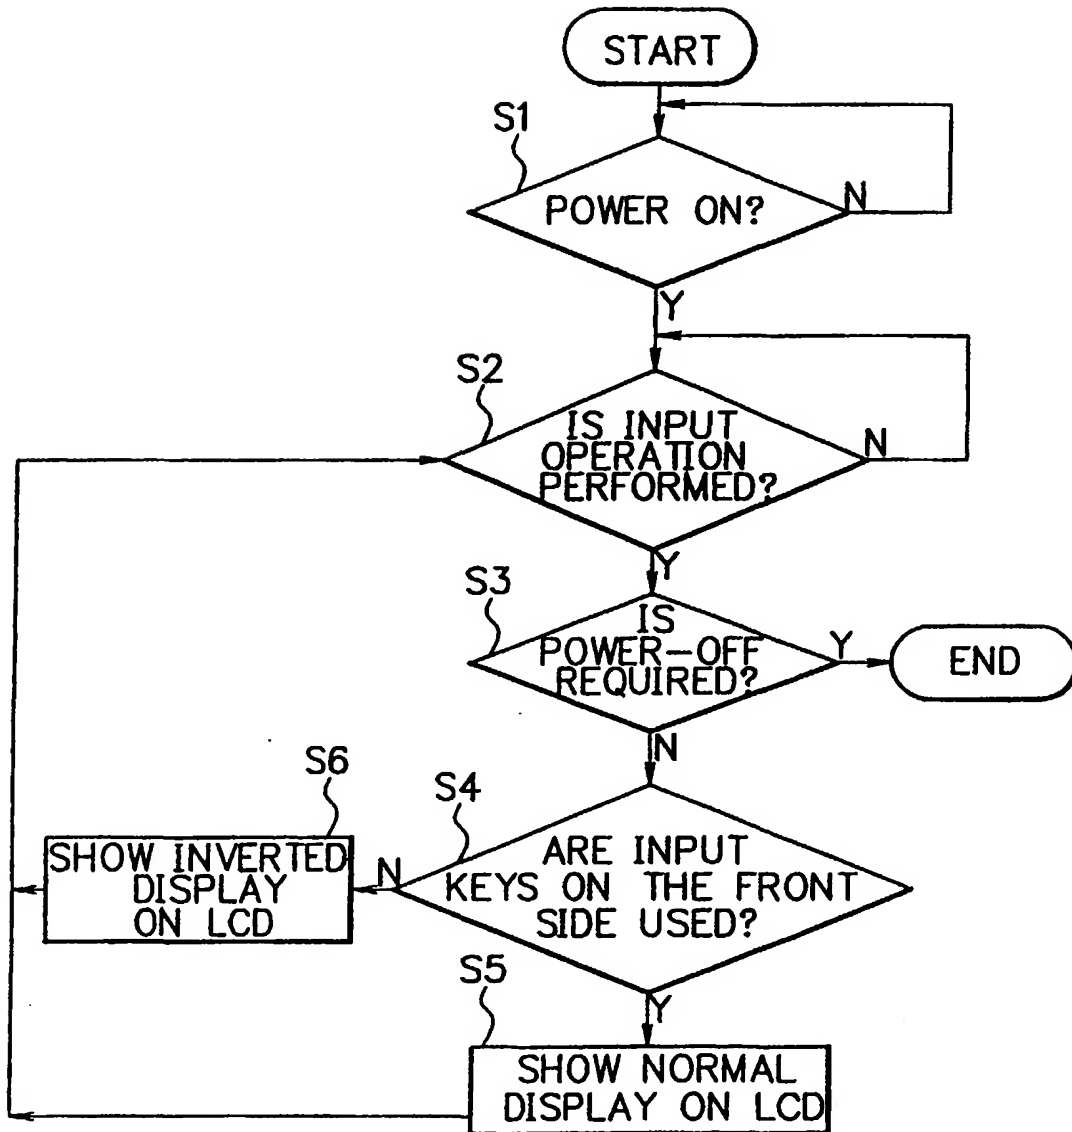 START
S1
POWER ON?
N
Y
S2
IS INPUT
OPERATION
PERFORMED?
N
Y
S3
IS
POWER-OFF
REQUIRED?
Y
END
N
S6
S4
SHOW INVERTED
DISPLAY
ON LCD
N
ARE INPUT
KEYS ON THE FRONT
SIDE USED?
S5
Y
SHOW NORMAL
DISPLAY ON LCD